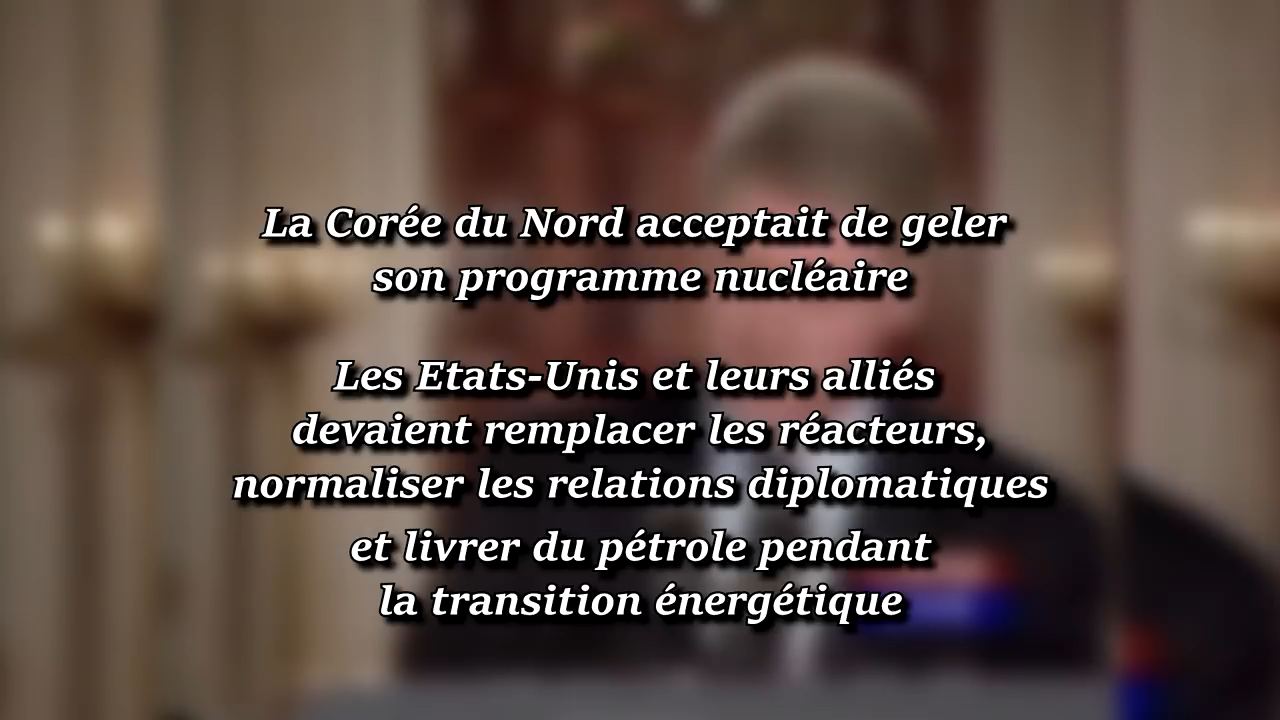 La Corée du Nord acceptait de geler
son programme nucléaire
Les Etats-Unis et leurs alliés
devaient remplacer les réacteurs,
normaliser les relations diplomatiques
et livrer du pétrole pendant
la transition énergétique